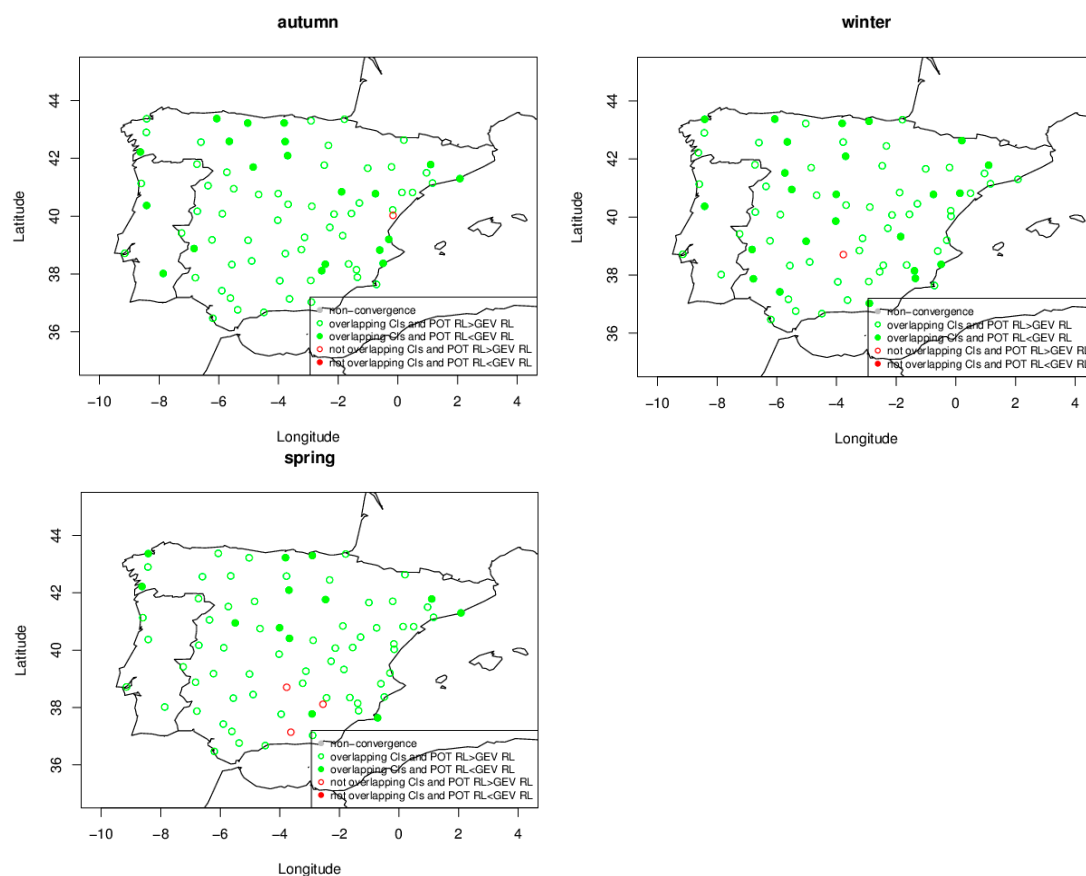 autumn
Latitude
44
42
40
38
36
non-convergence
overlapping CIs and POT RL>GEV RL
overlapping CIs and POT RL<GEV RL
not overlapping CIs and POT RL>GEV RL
not overlapping CIs and POT RL<GEV RL
−10 −8 −6 −4 −2 0 2 4
Longitude
winter
Latitude
44
42
40
38
36
non-convergence
overlapping CIs and POT RL>GEV RL
overlapping CIs and POT RL<GEV RL
not overlapping CIs and POT RL>GEV RL
not overlapping CIs and POT RL<GEV RL
−10 −8 −6 −4 −2 0 2 4
Longitude
spring
Latitude
44
42
40
38
36
non-convergence
overlapping CIs and POT RL>GEV RL
overlapping CIs and POT RL<GEV RL
not overlapping CIs and POT RL>GEV RL
not overlapping CIs and POT RL<GEV RL
−10 −8 −6 −4 −2 0 2 4
Longitude